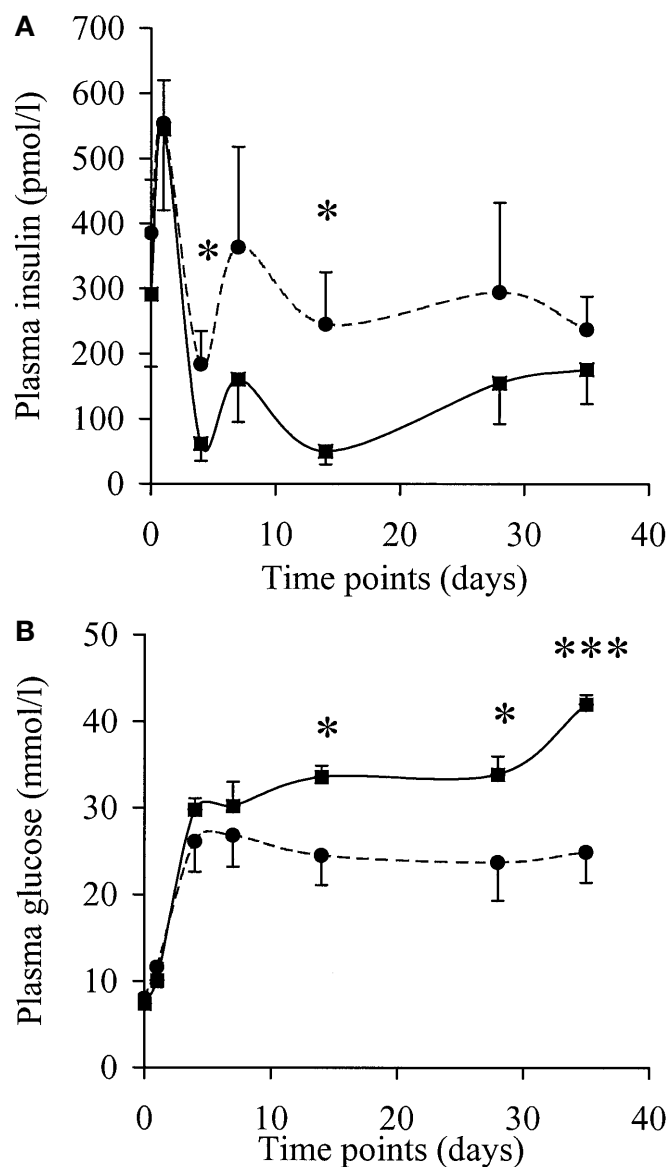 A
Plasma insulin (pmol/l)
700
600
500
400
300
200
100
0
*
*
0 10 20 30 40
Time points (days)
B
Plasma glucose (mmol/l)
50
40
30
20
10
0
*
*
***
0 10 20 30 40
Time points (days)